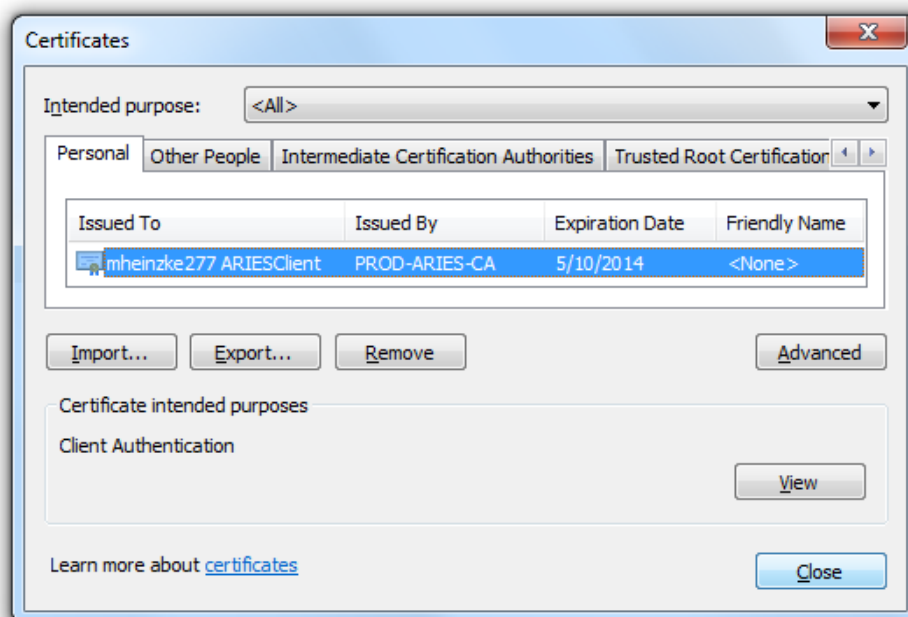 Certificates
Intended purpose: <All>
Personal Other People Intermediate Certification Authorities Trusted Root Certification
Issued To Issued By Expiration Date Friendly Name
mheinzke277 ARIESClient PROD-ARIES-CA 5/10/2014 <None>
Import... Export... Remove Advanced
Certificate intended purposes
Client Authentication
View
Learn more about certificates
Close